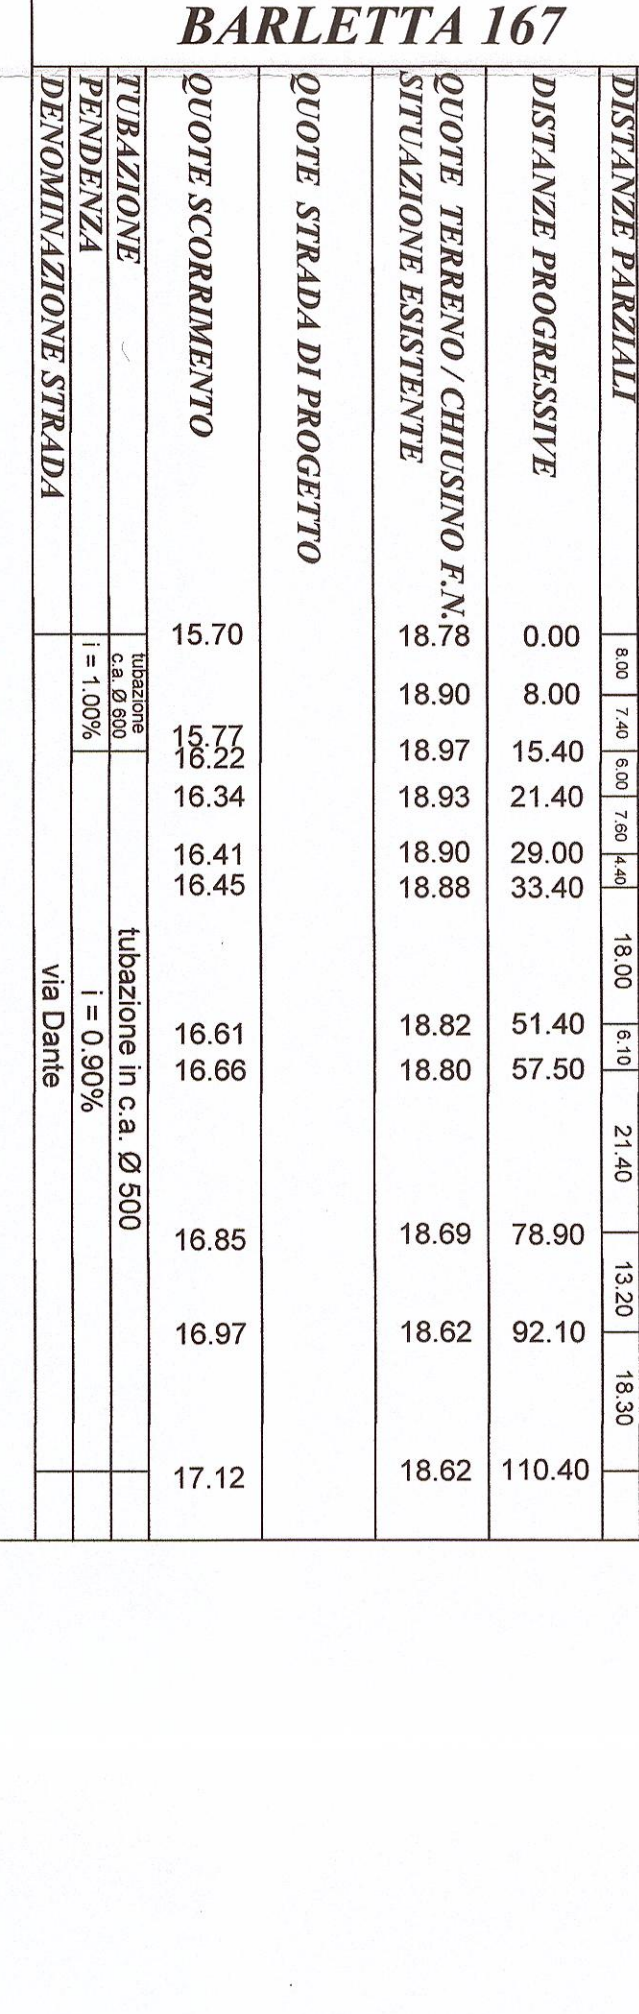 BARLETTA 167
DISTANZE PARZIALI
8.00
7.40
6.00
7.60
4.40
18.00
6.10
21.40
13.20
18.30
DISTANZE PROGRESSIVE
0.00
8.00
15.40
21.40
29.00
33.40
51.40
57.50
78.90
92.10
110.40
QUOTE TERRENO / CHIUSINO F.N.
SITUAZIONE ESISTENTE
18.78
18.90
18.97
18.93
18.90
18.88
18.82
18.80
18.69
18.62
18.62
QUOTE STRADA DI PROGETTO
QUOTE SCORRIMENTO
15.70
15.77
16.22
16.34
16.41
16.45
16.61
16.66
16.85
16.97
17.12
TUBAZIONE
tubazione
c.a. Ø 600
tubazione in c.a. Ø 500
PENDENZA
i = 1.00%
i = 0.90%
DENOMINAZIONE STRADA
via Dante